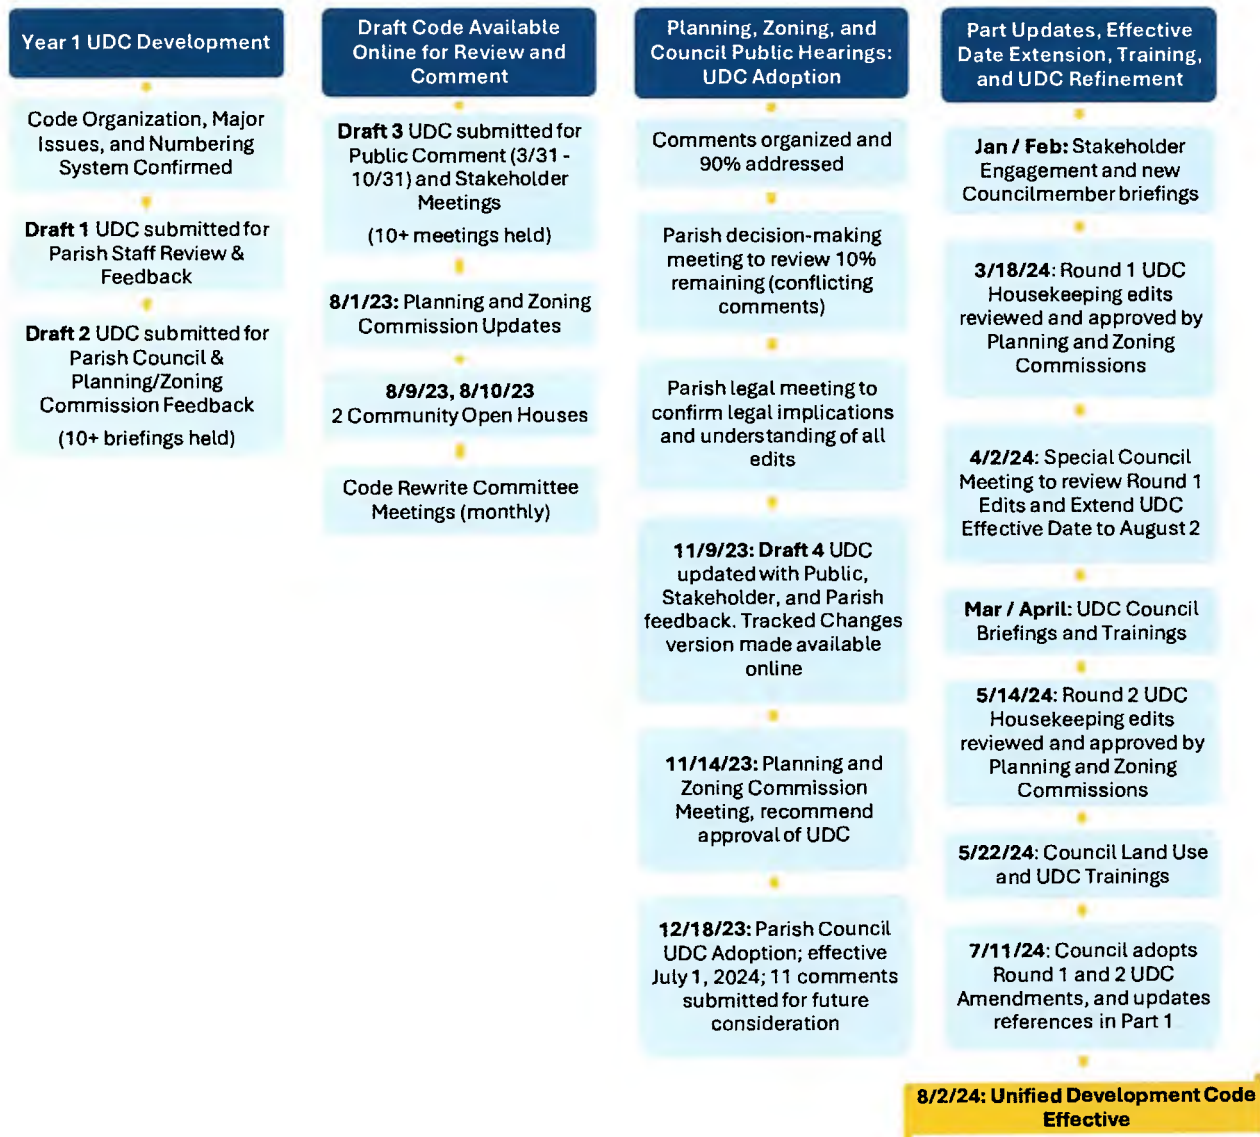 Year 1 UDC Development
Code Organization, Major
Issues, and Numbering
System Confirmed
Draft 1 UDC submitted for
Parish Staff Review &
Feedback
Draft 2 UDC submitted for
Parish Council &
Planning/Zoning
Commission Feedback
(10+ briefings held)
Draft Code Available
Online for Review and
Comment
Draft 3 UDC submitted for
Public Comment (3/31 -
10/31) and Stakeholder
Meetings
(10+ meetings held)
8/1/23: Planning and Zoning
Commission Updates
8/9/23, 8/10/23
2 Community Open Houses
Code Rewrite Committee
Meetings (monthly)
Planning, Zoning, and
Council Public Hearings:
UDC Adoption
Comments organized and
90% addressed
Parish decision-making
meeting to review 10%
remaining (conflicting
comments)
Parish legal meeting to
confirm legal implications
and understanding of all
edits
11/9/23: Draft 4 UDC
updated with Public,
Stakeholder, and Parish
feedback. Tracked Changes
version made available
online
11/14/23: Planning and
Zoning Commission
Meeting, recommend
approval of UDC
12/18/23: Parish Council
UDC Adoption; effective
July 1, 2024; 11 comments
submitted for future
consideration
Part Updates, Effective
Date Extension, Training,
and UDC Refinement
Jan / Feb: Stakeholder
Engagement and new
Councilmember briefings
3/18/24: Round 1 UDC
Housekeeping edits
reviewed and approved by
Planning and Zoning
Commissions
4/2/24: Special Council
Meeting to review Round 1
Edits and Extend UDC
Effective Date to August 2
Mar / April: UDC Council
Briefings and Trainings
5/14/24: Round 2 UDC
Housekeeping edits
reviewed and approved by
Planning and Zoning
Commissions
5/22/24: Council Land Use
and UDC Trainings
7/11/24: Council adopts
Round 1 and 2 UDC
Amendments, and updates
references in Part 1
8/2/24: Unified Development Code
Effective